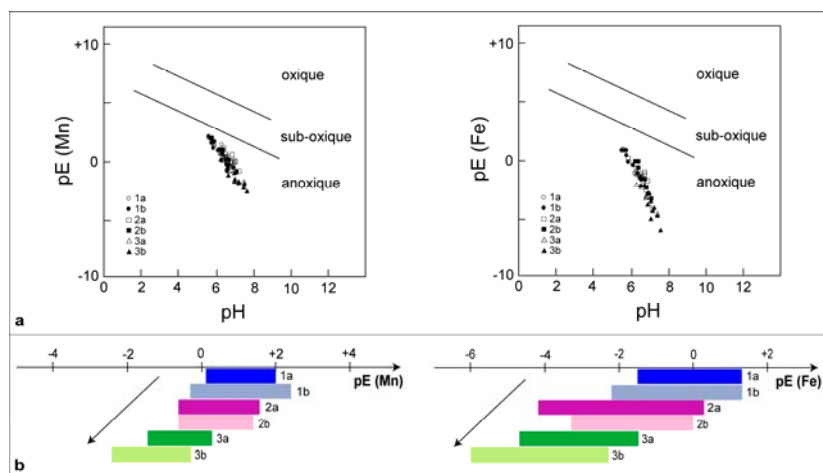 +10
0
-10
pE (Mn)
oxique
sub-oxique
anoxique
1a
1b
2a
2b
3a
3b
0 2 4 6 8 10 12
pH
+10
0
-10
pE (Fe)
oxique
sub-oxique
anoxique
1a
1b
2a
2b
3a
3b
0 2 4 6 8 10 12
pH
a
-4 -2 0 +2 +4
pE (Mn)
1a
1b
2a
2b
3a
3b
-6 -4 -2 0 +2
pE (Fe)
1a
1b
2a
2b
3a
3b
b